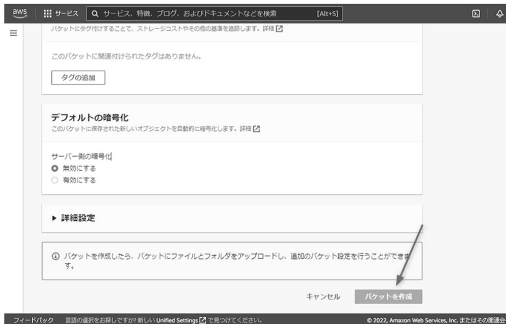 aws
サービス
サービス、特徴、ブログ、およびドキュメントなどを検索
[Alt+S]
バケットにタグ付けすることで、ストレージコストやその他の基準を追跡します。詳細
このバケットに関連付けられたタグはありません。
タグの追加
デフォルトの暗号化
このバケットに保存された新しいオブジェクトを自動的に暗号化します。詳細
サーバー側の暗号化
無効にする
有効にする
詳細設定
バケットを作成したら、バケットにファイルとフォルダをアップロードし、追加のバケット設定を行うことができま
す。
キャンセル
バケットを作成
フィードバック
言語の選択をお探しですか? 新しい Unified Settings で見つけてください。
© 2022, Amazon Web Services, Inc. またはその関連会